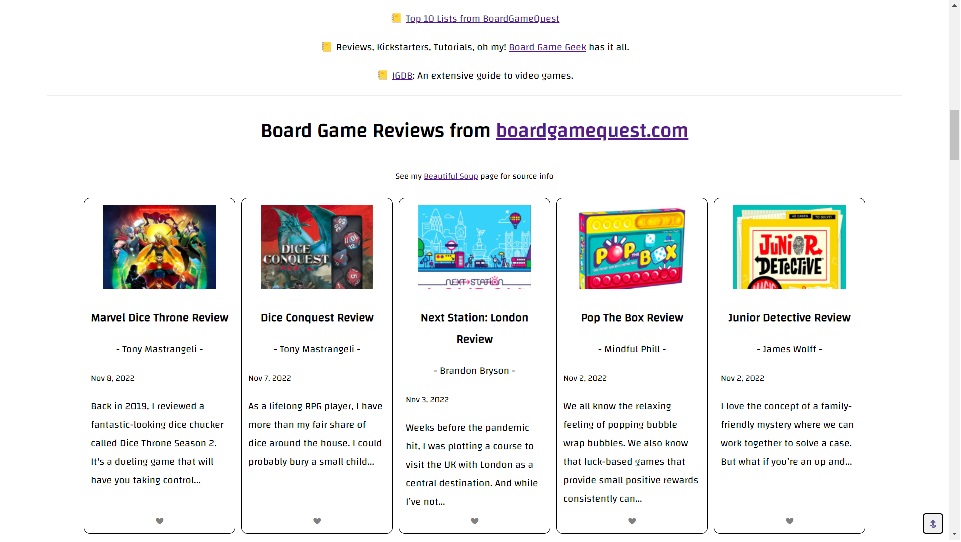 Top 10 Lists from BoardGameQuest
Reviews, Kickstarters, Tutorials, oh my! Board Game Geek has it all.
IGDB: An extensive guide to video games.
Board Game Reviews from boardgamequest.com
See my Beautiful Soup page for source info
Marvel Dice Throne Review
- Tony Mastrangeli -
Nov 8, 2022
Back in 2019, I reviewed a
fantastic-looking dice chucker
called Dice Throne Season 2.
It's a dueling game that will
have you taking control...
DICE
CONQUEST
Dice Conquest Review
- Tony Mastrangeli -
Nov 7, 2022
As a lifelong RPG player, I have
more than my fair share of
dice around the house. I could
probably bury a small child...
NEXT STATION
Next Station: London
Review
- Brandon Bryson -
Nov 3, 2022
Weeks before the pandemic
hit, I was plotting a course to
visit the UK with London as a
central destination. And while
I've not...
POP THE BOX
Pop The Box Review
- Mindful Phill -
Nov 2, 2022
We all know the relaxing
feeling of popping bubble
wrap bubbles. We also know
that luck-based games that
provide small positive rewards
consistently can...
JUNiOR
DETECTIVE
Junior Detective Review
- James Wolff -
Nov 2, 2022
I love the concept of a family-
friendly mystery where we can
work together to solve a case.
But what if you're an up and...